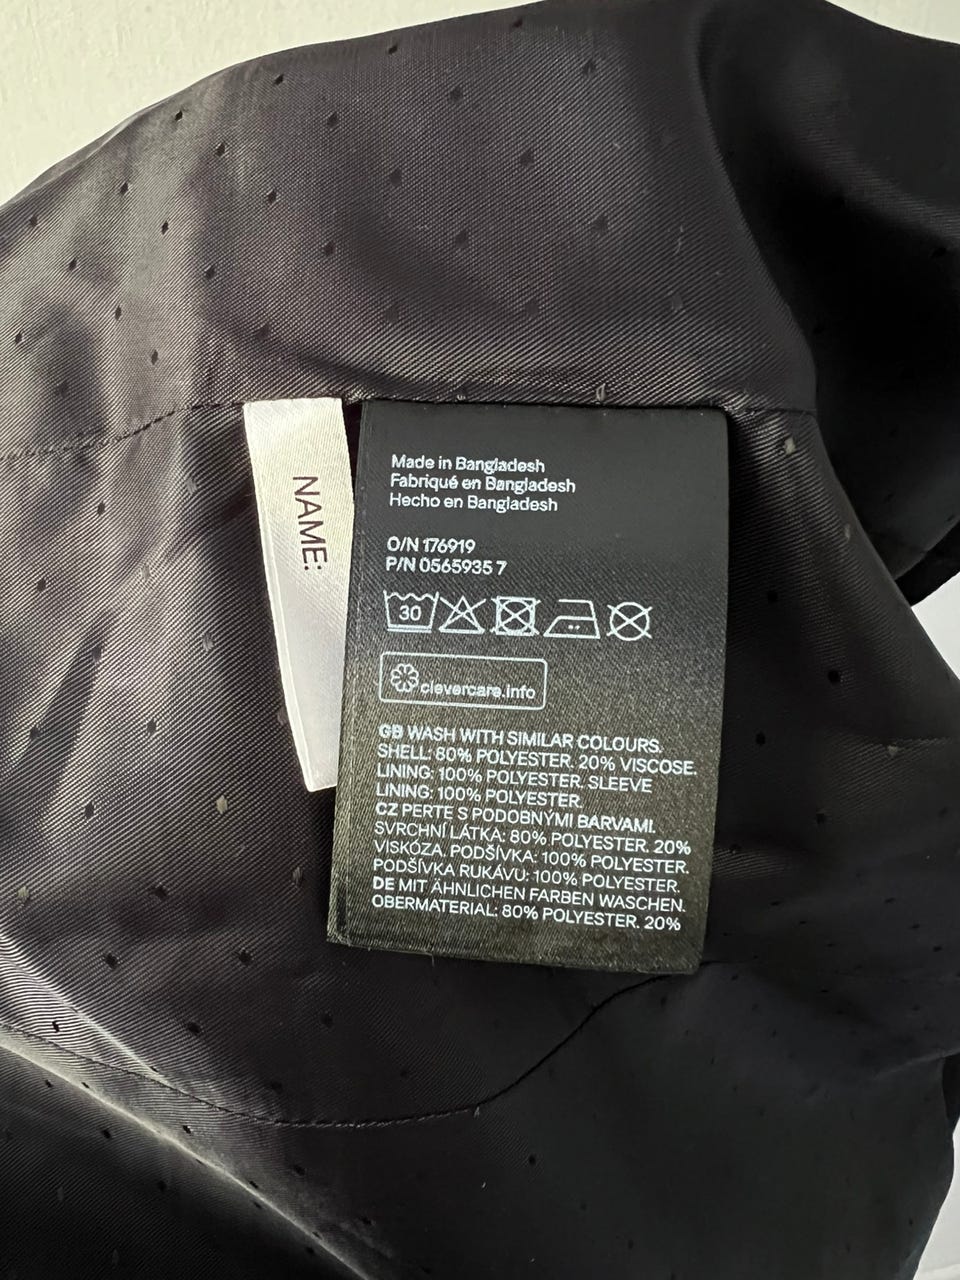 NAME:
Made in Bangladesh
Fabriqué en Bangladesh
Hecho en Bangladesh
O/N 176919
P/N 0565935 7
30
clevercare.info
GB WASH WITH SIMILAR COLOURS.
SHELL: 80% POLYESTER. 20% VISCOSE.
LINING: 100% POLYESTER. SLEEVE
LINING: 100% POLYESTER.
CZ PERTE S PODOBNÝMI BARVAMI.
SVRCHNÍ LÁTKA: 80% POLYESTER. 20%
VISKÓZA. PODŠÍVKA: 100% POLYESTER.
PODŠÍVKA RUKÁVU: 100% POLYESTER.
DE MIT ÄHNLICHEN FARBEN WASCHEN.
OBERMATERIAL: 80% POLYESTER. 20%